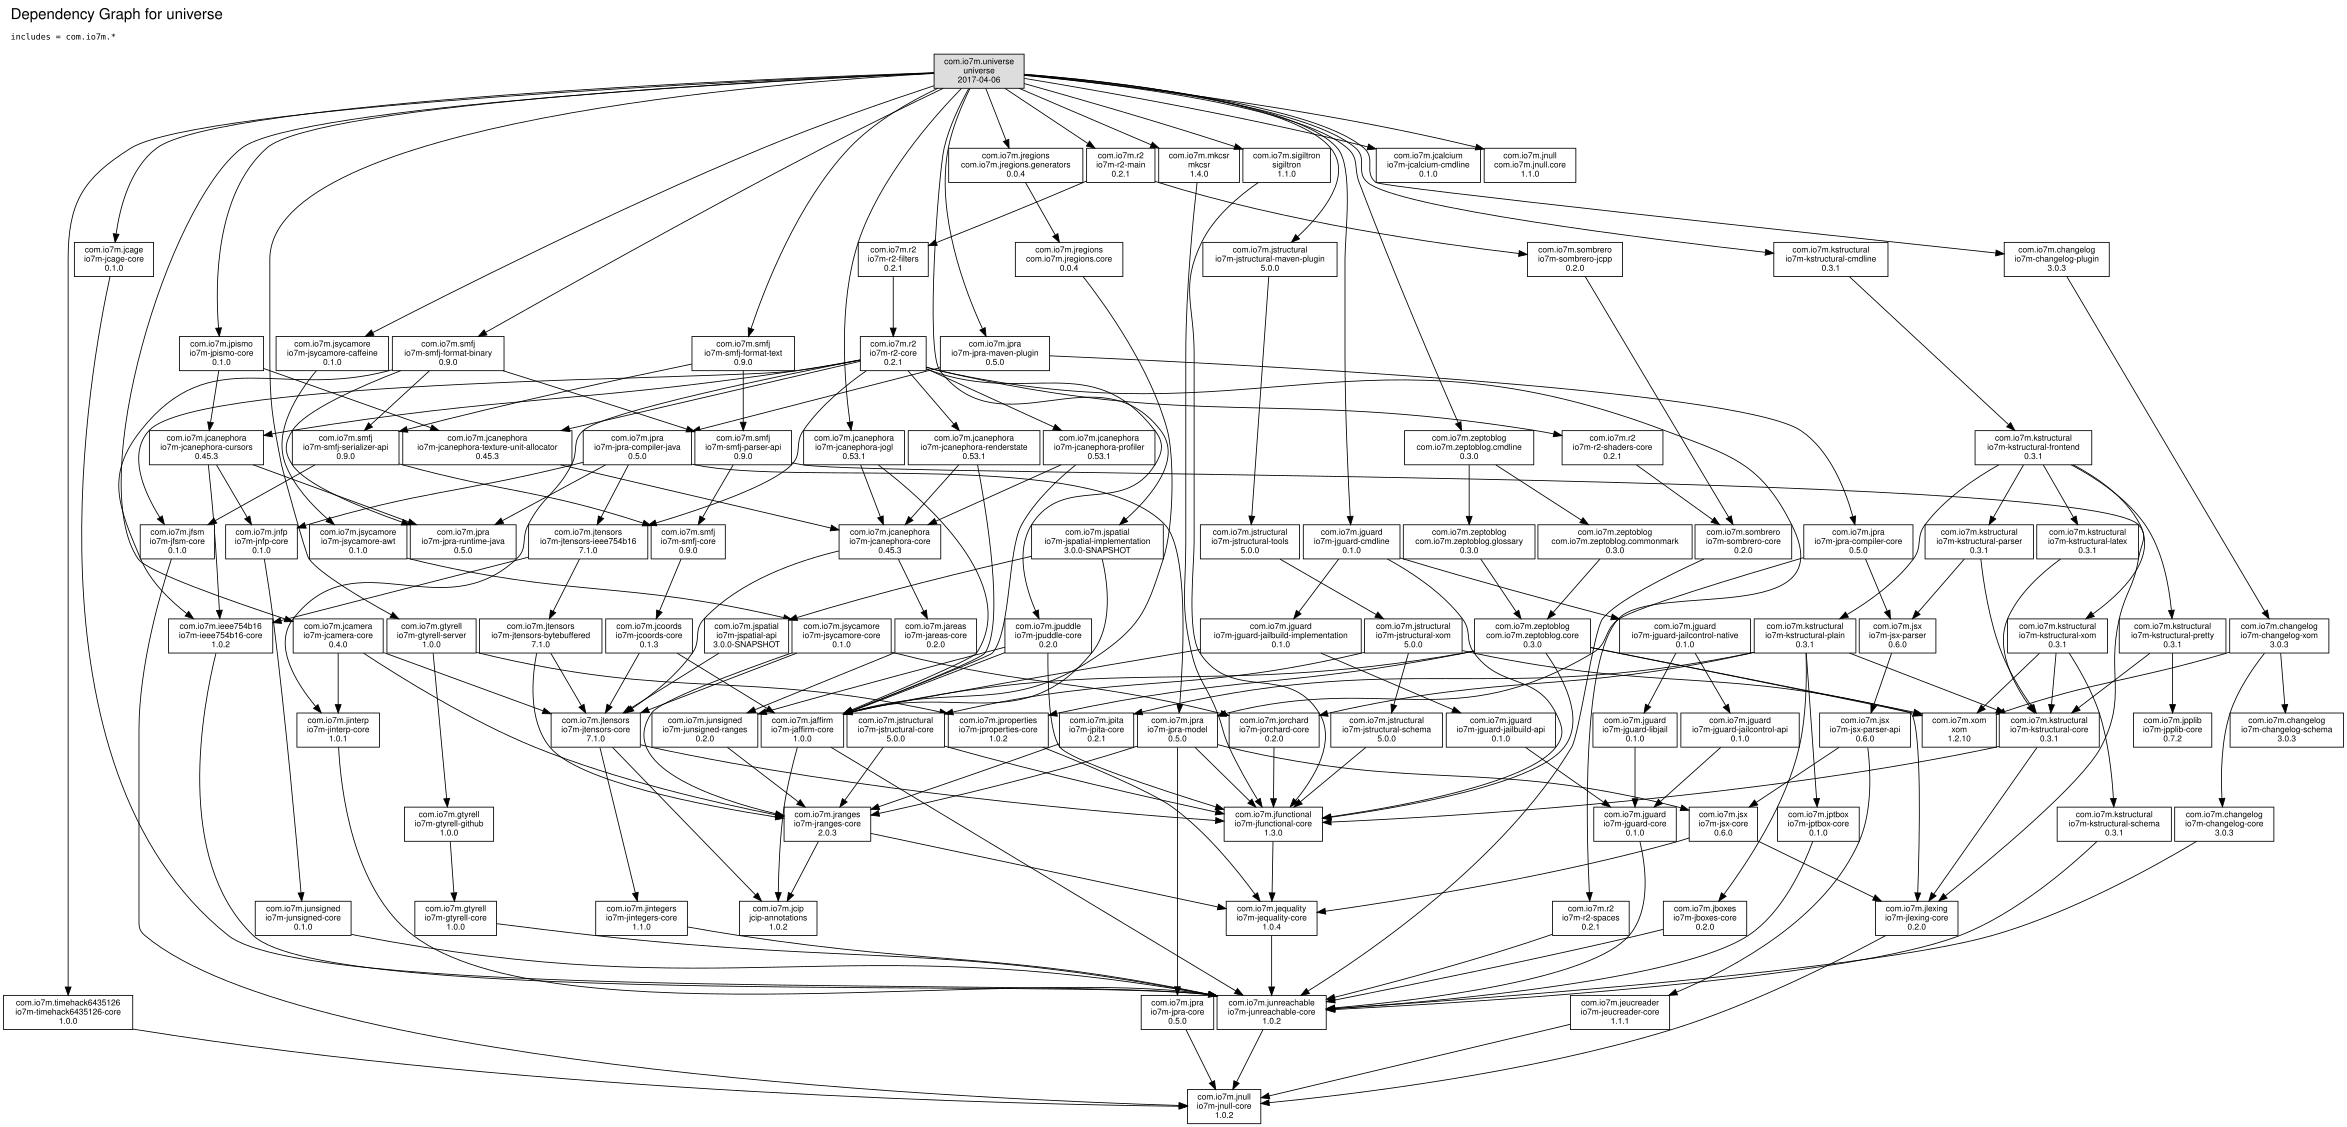 Dependency Graph for universe
includes = com.io7m.*
com.io7m.universe
universe
2017-04-06
com.io7m.jregions
com.io7m.jregions.generators
0.0.4
com.io7m.r2
io7m-r2-main
0.2.1
com.io7m.mkcsr
mkcsr
1.4.0
com.io7m.sigiltron
sigiltron
1.1.0
com.io7m.jcalcium
io7m-jcalcium-cmdline
0.1.0
com.io7m.jnull
com.io7m.jnull.core
1.1.0
com.io7m.jcage
io7m-jcage-core
0.1.0
com.io7m.r2
io7m-r2-filters
0.2.1
com.io7m.jregions
com.io7m.jregions.core
0.0.4
com.io7m.jstructural
io7m-jstructural-maven-plugin
5.0.0
com.io7m.sombrero
io7m-sombrero-jcpp
0.2.0
com.io7m.kstructural
io7m-kstructural-cmdline
0.3.1
com.io7m.changelog
io7m-changelog-plugin
3.0.3
com.io7m.jpismo
io7m-jpismo-core
0.1.0
com.io7m.jsycamore
io7m-jsycamore-caffeine
0.1.0
com.io7m.smfj
io7m-smfj-format-binary
0.9.0
com.io7m.smfj
io7m-smfj-format-text
0.9.0
com.io7m.r2
io7m-r2-core
0.2.1
com.io7m.jpra
io7m-jpra-maven-plugin
0.5.0
com.io7m.jcanephora
io7m-jcanephora-cursors
0.45.3
com.io7m.smfj
io7m-smfj-serializer-api
0.9.0
com.io7m.jcanephora
io7m-jcanephora-texture-unit-allocator
0.45.3
com.io7m.jpra
io7m-jpra-compiler-java
0.5.0
com.io7m.smfj
io7m-smfj-parser-api
0.9.0
com.io7m.jcanephora
io7m-jcanephora-jogl
0.53.1
com.io7m.jcanephora
io7m-jcanephora-renderstate
0.53.1
com.io7m.jcanephora
io7m-jcanephora-profiler
0.53.1
com.io7m.zeptoblog
com.io7m.zeptoblog.cmdline
0.3.0
com.io7m.r2
io7m-r2-shaders-core
0.2.1
com.io7m.kstructural
io7m-kstructural-frontend
0.3.1
com.io7m.jfsm
io7m-jfsm-core
0.1.0
com.io7m.jnfp
io7m-jnfp-core
0.1.0
com.io7m.jsycamore
io7m-jsycamore-awt
0.1.0
com.io7m.jpra
io7m-jpra-runtime-java
0.5.0
com.io7m.jtensors
io7m-jtensors-ieee754b16
7.1.0
com.io7m.smfj
io7m-smfj-core
0.9.0
com.io7m.jcanephora
io7m-jcanephora-core
0.45.3
com.io7m.jspatial
io7m-jspatial-implementation
3.0.0-SNAPSHOT
com.io7m.jstructural
io7m-jstructural-tools
5.0.0
com.io7m.jguard
io7m-jguard-cmdline
0.1.0
com.io7m.zeptoblog
com.io7m.zeptoblog.glossary
0.3.0
com.io7m.zeptoblog
com.io7m.zeptoblog.commonmark
0.3.0
com.io7m.sombrero
io7m-sombrero-core
0.2.0
com.io7m.jpra
io7m-jpra-compiler-core
0.5.0
com.io7m.kstructural
io7m-kstructural-parser
0.3.1
com.io7m.kstructural
io7m-kstructural-latex
0.3.1
com.io7m.ieee754b16
io7m-ieee754b16-core
1.0.2
com.io7m.jcamera
io7m-jcamera-core
0.4.0
com.io7m.gtyrell
io7m-gtyrell-server
1.0.0
com.io7m.jtensors
io7m-jtensors-bytebuffered
7.1.0
com.io7m.jcoords
io7m-jcoords-core
0.1.3
com.io7m.jspatial
io7m-jspatial-api
3.0.0-SNAPSHOT
com.io7m.jsycamore
io7m-jsycamore-core
0.1.0
com.io7m.jareas
io7m-jareas-core
0.2.0
com.io7m.jpuddle
io7m-jpuddle-core
0.2.0
com.io7m.jguard
io7m-jguard-jailbuild-implementation
0.1.0
com.io7m.jstructural
io7m-jstructural-xom
5.0.0
com.io7m.zeptoblog
com.io7m.zeptoblog.core
0.3.0
com.io7m.jguard
io7m-jguard-jailcontrol-native
0.1.0
com.io7m.kstructural
io7m-kstructural-plain
0.3.1
com.io7m.jsx
io7m-jsx-parser
0.6.0
com.io7m.kstructural
io7m-kstructural-xom
0.3.1
com.io7m.kstructural
io7m-kstructural-pretty
0.3.1
com.io7m.changelog
io7m-changelog-xom
3.0.3
com.io7m.jinterp
io7m-jinterp-core
1.0.1
com.io7m.jtensors
io7m-jtensors-core
7.1.0
com.io7m.junsigned
io7m-junsigned-ranges
0.2.0
com.io7m.jaffirm
io7m-jaffirm-core
1.0.0
com.io7m.jstructural
io7m-jstructural-core
5.0.0
com.io7m.jproperties
io7m-jproperties-core
1.0.2
com.io7m.jpita
io7m-jpita-core
0.2.1
com.io7m.jpra
io7m-jpra-model
0.5.0
com.io7m.jorchard
io7m-jorchard-core
0.2.0
com.io7m.jstructural
io7m-jstructural-schema
5.0.0
com.io7m.jguard
io7m-jguard-jailbuild-api
0.1.0
com.io7m.jguard
io7m-jguard-libjail
0.1.0
com.io7m.jguard
io7m-jguard-jailcontrol-api
0.1.0
com.io7m.jsx
io7m-jsx-parser-api
0.6.0
com.io7m.xom
xom
1.2.10
com.io7m.kstructural
io7m-kstructural-core
0.3.1
com.io7m.jpplib
io7m-jpplib-core
0.7.2
com.io7m.changelog
io7m-changelog-schema
3.0.3
com.io7m.gtyrell
io7m-gtyrell-github
1.0.0
com.io7m.jranges
io7m-jranges-core
2.0.3
com.io7m.jfunctional
io7m-jfunctional-core
1.3.0
com.io7m.jguard
io7m-jguard-core
0.1.0
com.io7m.jsx
io7m-jsx-core
0.6.0
com.io7m.jptbox
io7m-jptbox-core
0.1.0
com.io7m.kstructural
io7m-kstructural-schema
0.3.1
com.io7m.changelog
io7m-changelog-core
3.0.3
com.io7m.junsigned
io7m-junsigned-core
0.1.0
com.io7m.gtyrell
io7m-gtyrell-core
1.0.0
com.io7m.jintegers
io7m-jintegers-core
1.1.0
com.io7m.jcip
jcip-annotations
1.0.2
com.io7m.jequality
io7m-jequality-core
1.0.4
com.io7m.r2
io7m-r2-spaces
0.2.1
com.io7m.jboxes
io7m-jboxes-core
0.2.0
com.io7m.jlexing
io7m-jlexing-core
0.2.0
com.io7m.timehack6435126
io7m-timehack6435126-core
1.0.0
com.io7m.jpra
io7m-jpra-core
0.5.0
com.io7m.junreachable
io7m-junreachable-core
1.0.2
com.io7m.jeucreader
io7m-jeucreader-core
1.1.1
com.io7m.jnull
io7m-jnull-core
1.0.2